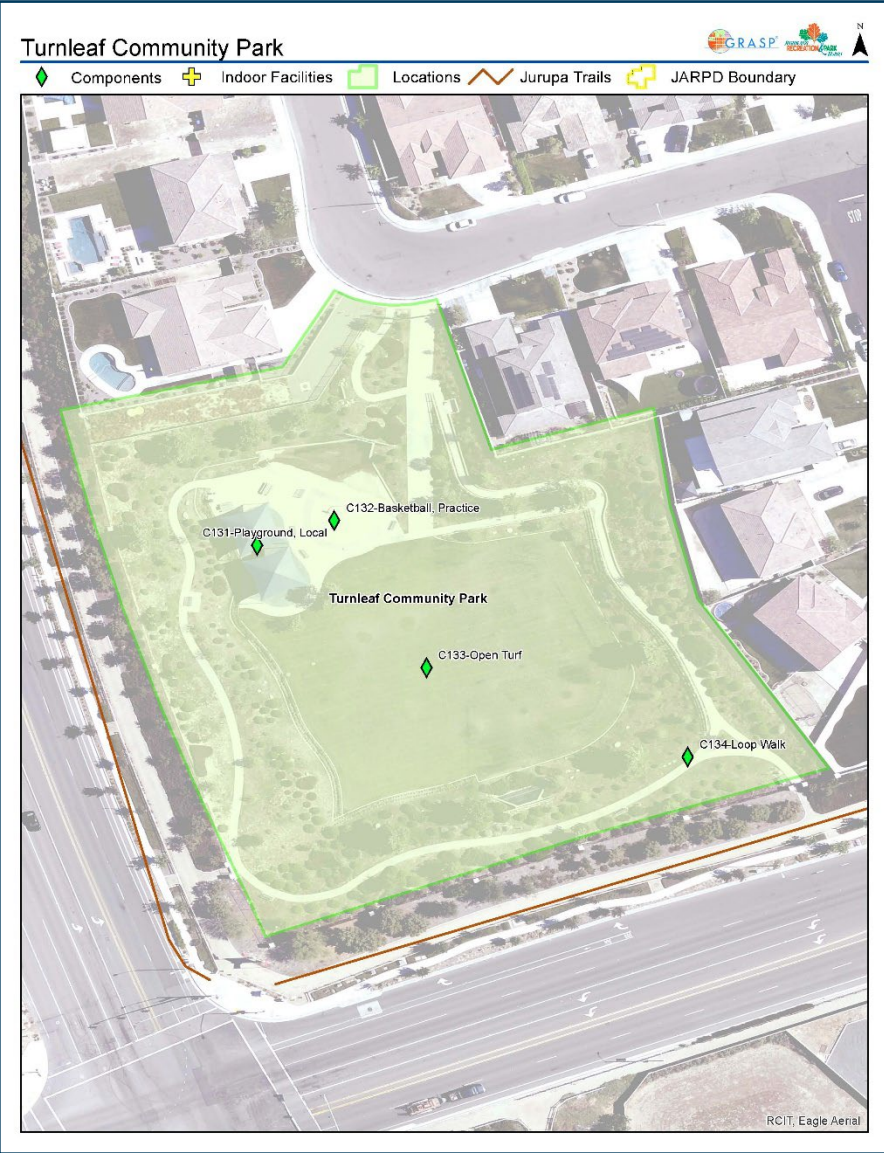 Turnleaf Community Park
GRASP
N
Components
Indoor Facilities
Locations
Jurupa Trails
JARPD Boundary
STOP
C132-Basketball, Practice
C131-Playground, Local
Turnleaf Community Park
C133-Open Turf
C134-Loop Walk
RCIT, Eagle Aerial